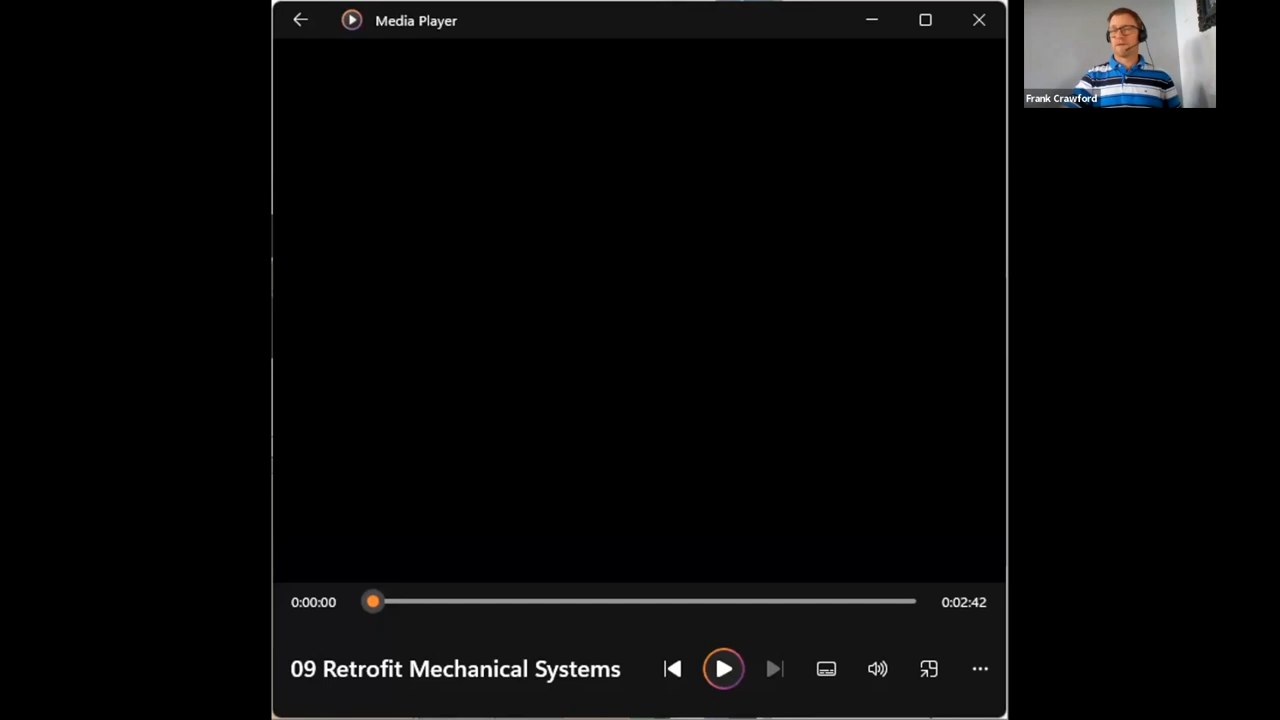 Media Player
Frank Crawford
0:00:00
0:02:42
09 Retrofit Mechanical Systems